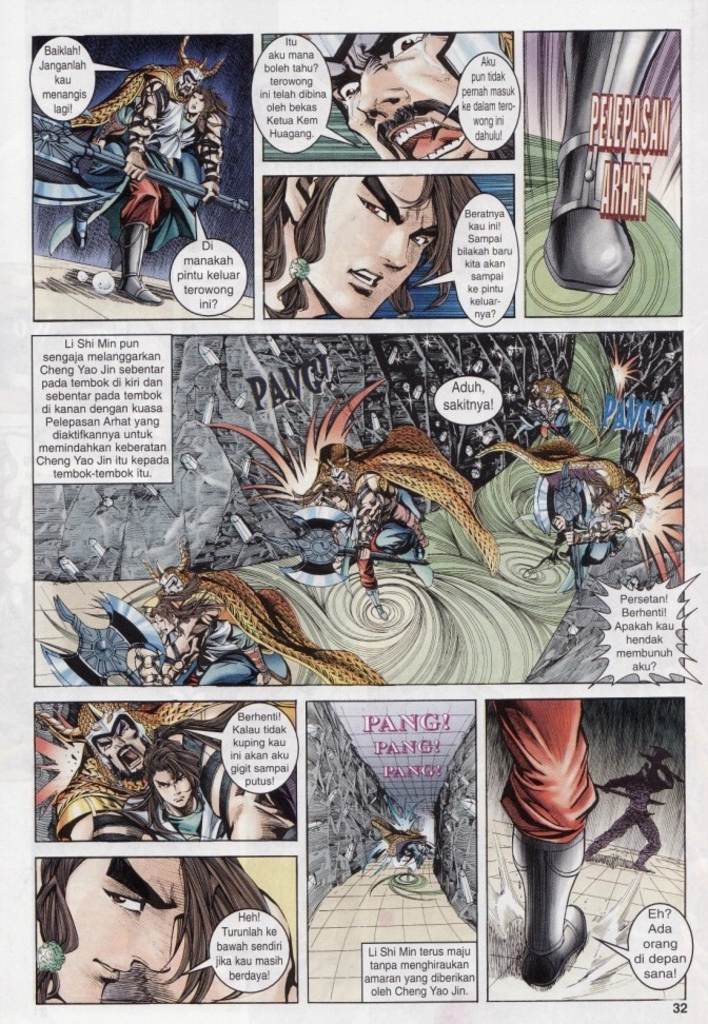 Baiklah!
Janganlah
kau
menangis
lagi!
Di
manakah
pintu keluar
terowong
ini?
Itu
aku mana
boleh tahu?
terowong
ini telah dibina
oleh bekas
Ketua Kem
Huagang.
Aku
pun tidak
pernah masuk
ke dalam tero-
wong ini
dahulu!
Beratnya
kau ini!
Sampai
bilakah baru
kita akan
sampai
ke pintu
keluar-
nya?
PELEPASAN
ARHAT
Li Shi Min pun
sengaja melanggarkan
Cheng Yao Jin sebentar
pada tembok di kiri dan
sebentar pada tembok
di kanan dengan kuasa
Pelepasan Arhat yang
diaktifkannya untuk
memindahkan keberatan
Cheng Yao Jin itu kepada
tembok-tembok itu.
PANG!
Aduh,
sakitnya!
PANG!
Persetan!
Berhenti!
Apakah kau
hendak
membunuh
aku?
Berhenti!
Kalau tidak
kuping kau
ini akan aku
gigit sampai
putus!
Heh!
Turunlah ke
bawah sendiri
jika kau masih
berdaya!
PANG!
PANG!
PANG!
Li Shi Min terus maju
tanpa menghiraukan
amaran yang diberikan
oleh Cheng Yao Jin.
Eh?
Ada
orang
di depan
sana!
32